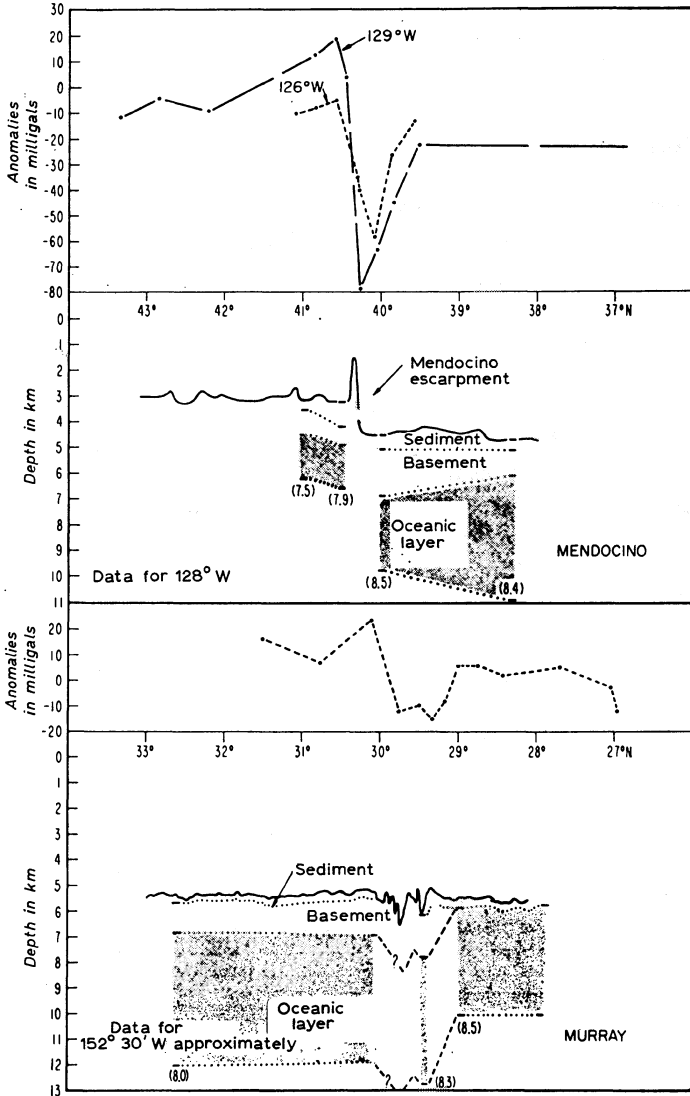 Anomalies
in milligals
30
20
10
0
-10
-20
-30
-40
-50
-60
-70
-80
129°W
126°W
43° 42° 41° 40° 39° 38° 37°N
Depth in km
0
.1
2
3
4
5
6
7
8
9
10
11
Mendocino
escarpment
Sediment
Basement
(7.5) (7.9)
Oceanic
layer
(8.5) (8.4)
MENDOCINO
Data for 128° W
Anomalies
in milligals
20
10
0
-10
-20
33° 32° 31° 30° 29° 28° 27°N
Depth in km
0
1
2
3
4
5
6
7
8
9
10
11
12
13
Sediment
Basement
?
Oceanic
layer
Data for
152° 30' W approximately
(8.0)
?
(8.3)
(8.5)
MURRAY